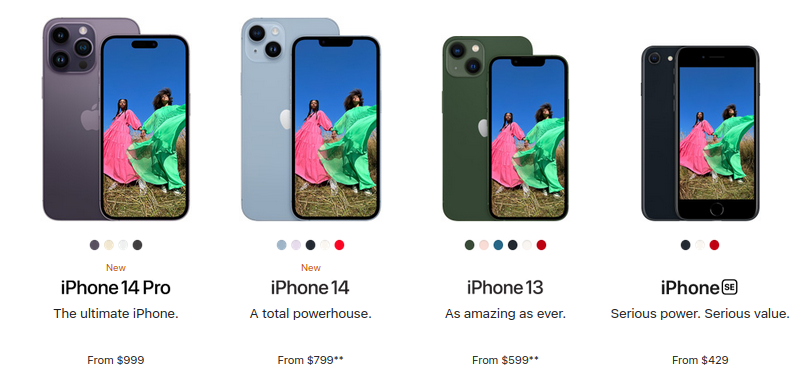 New
iPhone 14 Pro
The ultimate iPhone.
From $999
New
iPhone 14
A total powerhouse.
From $799**
iPhone 13
As amazing as ever.
From $599**
iPhone SE
Serious power. Serious value.
From $429